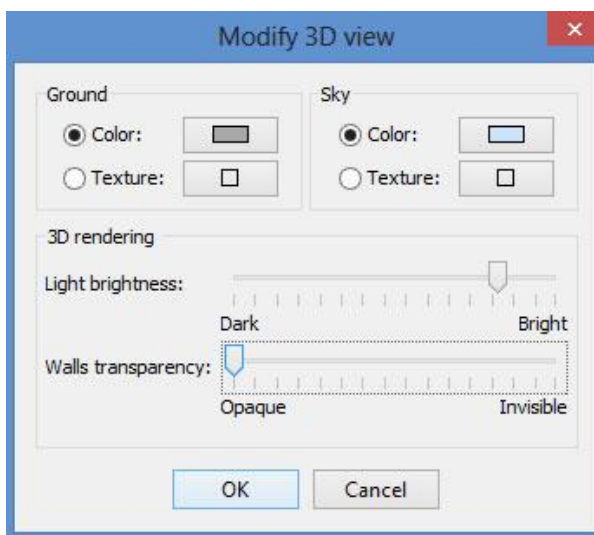 Modify 3D view
Ground
Color:
Texture:
Sky
Color:
Texture:
3D rendering
Light brightness:
Dark Bright
Walls transparency:
Opaque Invisible
OK Cancel